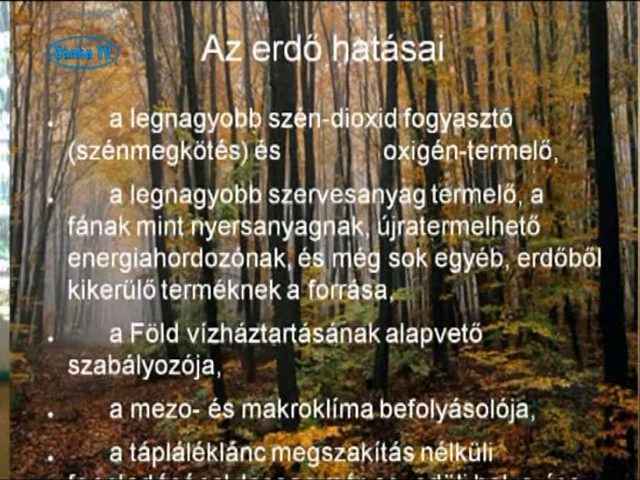 Zánka TV
Az erdő hatásai
• a legnagyobb szén-dioxid fogyasztó
(szénmegkötés) és oxigén-termelő,
• a legnagyobb szervesanyag termelő, a
fának mint nyersanyagnak, újratermelhető
energiahordozónak, és még sok egyéb, erdőből
kikerülő terméknek a forrása,
• a Föld vízháztartásának alapvető
szabályozója,
• a mezo- és makroklíma befolyásolója,
• a tápláléklánc megszakítás nélküli